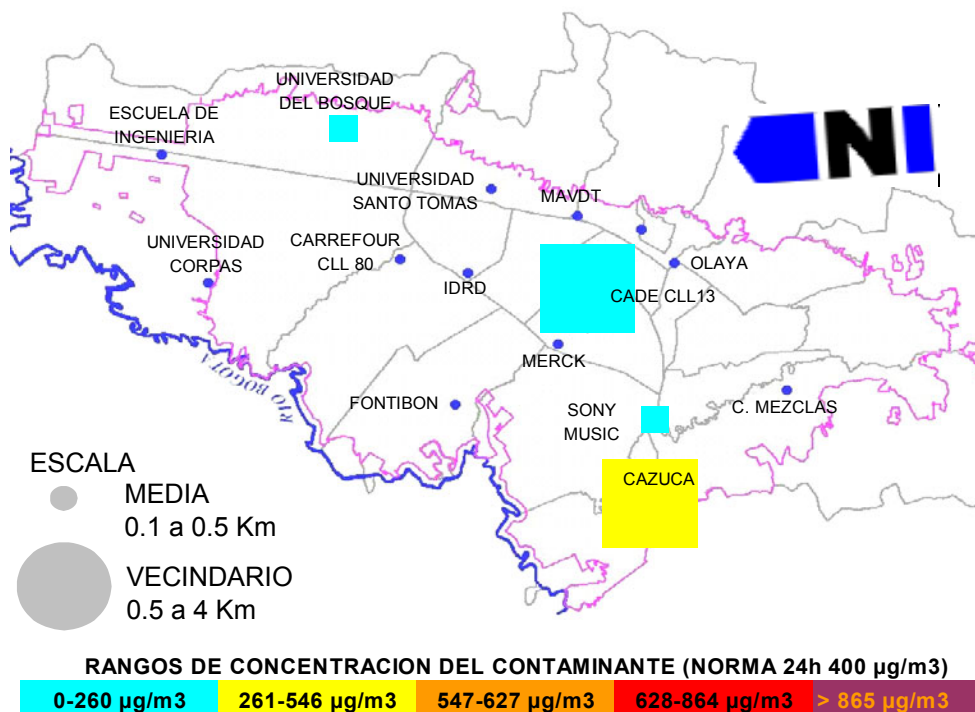 UNIVERSIDAD
DEL BOSQUE
ESCUELA DE
INGENIERIA
UNIVERSIDAD
SANTO TOMAS
MAVDT
UNIVERSIDAD
CORPAS
CARREFOUR
CLL 80
IDRD
OLAYA
CADE CLL13
MERCK
RIO BOGOTA
FONTIBON
SONY
MUSIC
C. MEZCLAS
CAZUCA
N
ESCALA
MEDIA
0.1 a 0.5 Km
VECINDARIO
0.5 a 4 Km
RANGOS DE CONCENTRACION DEL CONTAMINANTE (NORMA 24h 400 µg/m3)
0-260 µg/m3 261-546 µg/m3 547-627 µg/m3 628-864 µg/m3 > 865 µg/m3